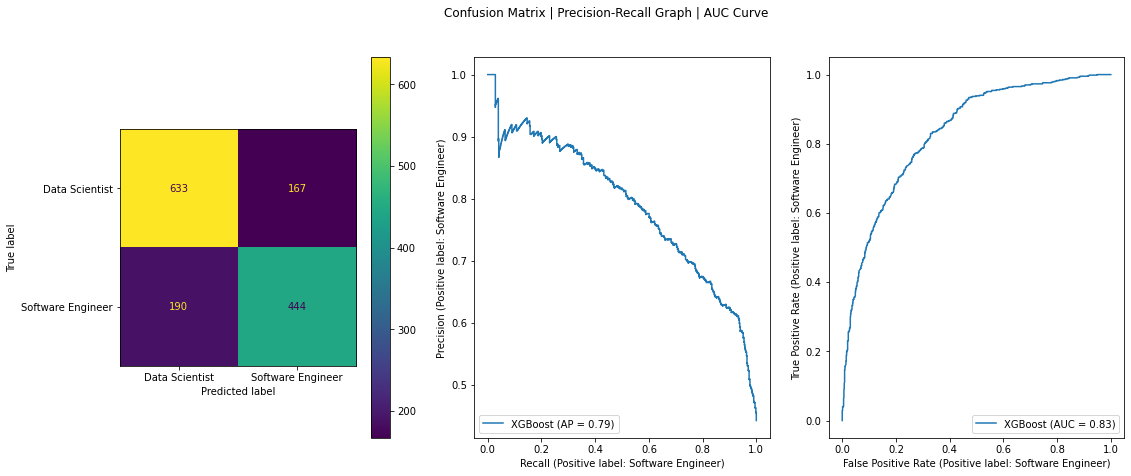 Confusion Matrix | Precision-Recall Graph | AUC Curve
True label
Data Scientist
Software Engineer
633
167
190
444
Data Scientist
Software Engineer
Predicted label
600
500
400
300
200
Precision (Positive label: Software Engineer)
1.0
0.9
0.8
0.7
0.6
0.5
XGBoost (AP = 0.79)
0.0
0.2
0.4
0.6
0.8
1.0
Recall (Positive label: Software Engineer)
True Positive Rate (Positive label: Software Engineer)
1.0
0.8
0.6
0.4
0.2
0.0
XGBoost (AUC = 0.83)
0.0
0.2
0.4
0.6
0.8
1.0
False Positive Rate (Positive label: Software Engineer)